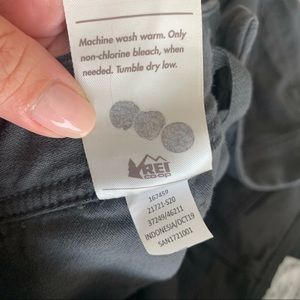 Machine wash warm. Only
non-chlorine bleach, when
needed. Tumble dry low.
REI
co·op
167459
21721-S20
37249/46211
INDONESIA/OCT19
SAN1721001